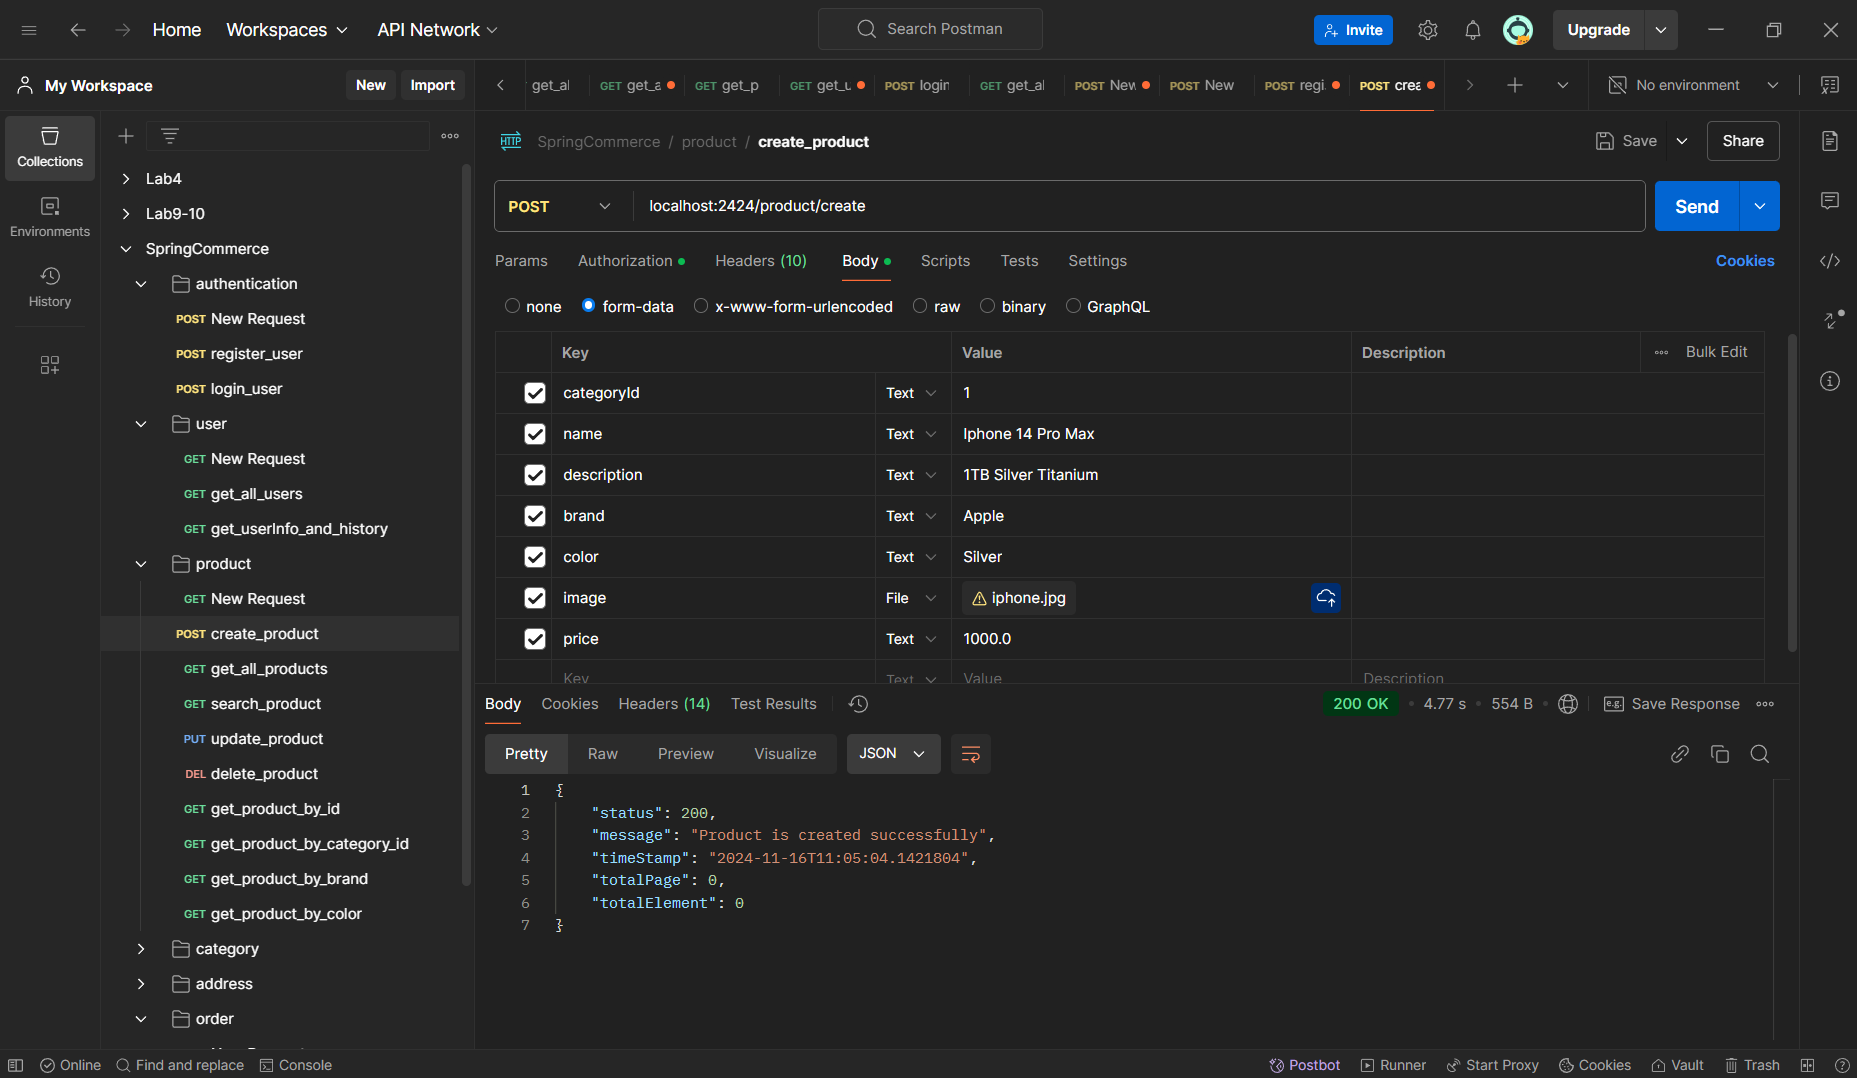 Home Workspaces API Network Search Postman Invite Upgrade
My Workspace New Import get_al GET get_a GET get_p GET get_u POST login GET get_al POST New POST New POST regi POST crea No environment
Collections
Environments
History
Lab4
Lab9-10
SpringCommerce
authentication
POST New Request
POST register_user
POST login_user
user
GET New Request
GET get_all_users
GET get_userInfo_and_history
product
GET New Request
POST create_product
GET get_all_products
GET search_product
PUT update_product
DEL delete_product
GET get_product_by_id
GET get_product_by_category_id
GET get_product_by_brand
GET get_product_by_color
category
address
order
HTTP SpringCommerce / product / create_product Save Share
POST localhost:2424/product/create Send
Params Authorization Headers (10) Body Scripts Tests Settings Cookies
none form-data x-www-form-urlencoded raw binary GraphQL
Key Value Description Bulk Edit
categoryId Text 1
name Text Iphone 14 Pro Max
description Text 1TB Silver Titanium
brand Text Apple
color Text Silver
image File iphone.jpg
price Text 1000.0
Key Text Value Description
Body Cookies Headers (14) Test Results 200 OK 4.77 s 554 B e.g. Save Response
Pretty Raw Preview Visualize JSON
1 {
2 "status": 200,
3 "message": "Product is created successfully",
4 "timeStamp": "2024-11-16T11:05:04.1421804",
5 "totalPage": 0,
6 "totalElement": 0
7 }
Online Find and replace Console Postbot Runner Start Proxy Cookies Vault Trash